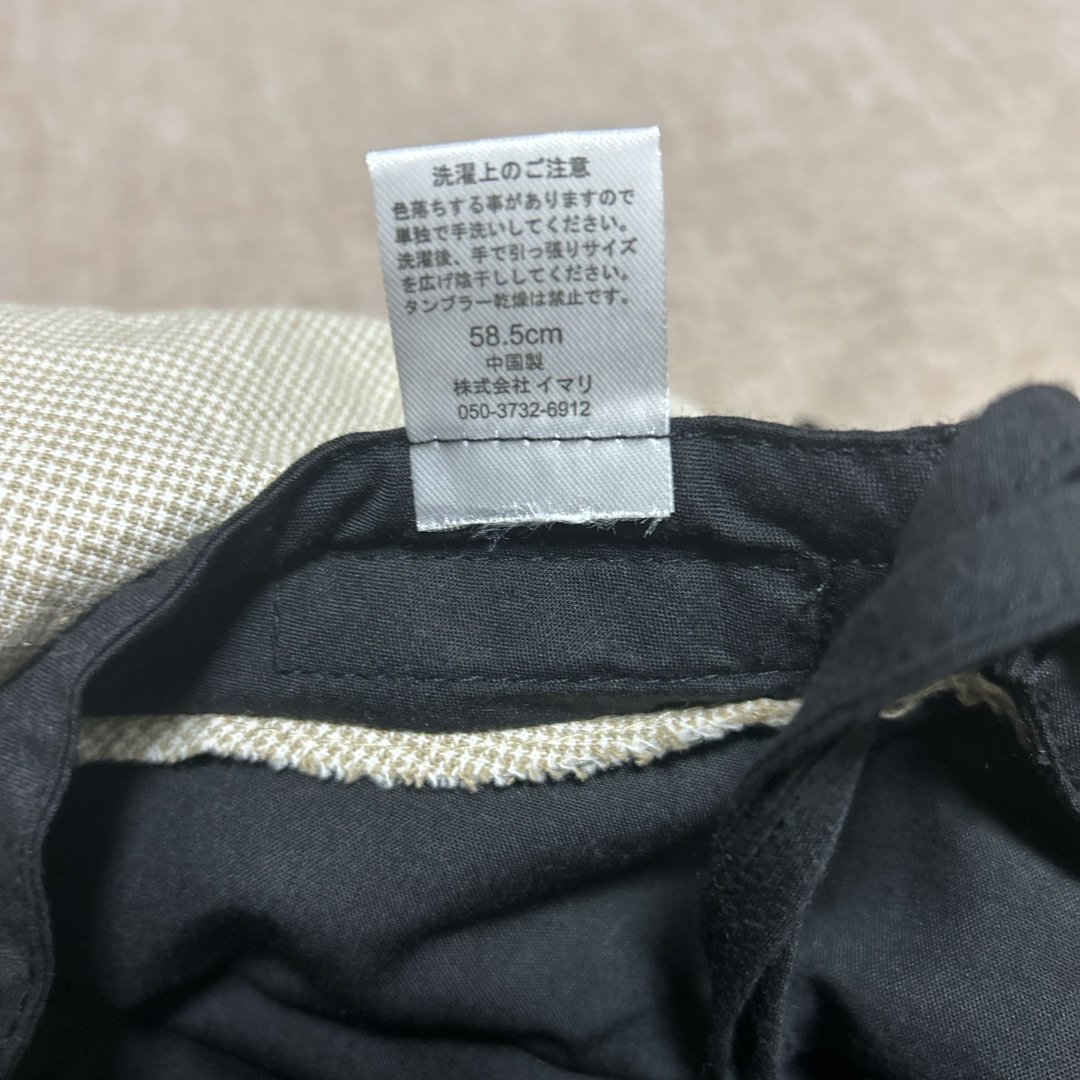 洗濯上のご注意
色落ちする事がありますので
単独で手洗いしてください。
洗濯後、手で引っ張りサイズ
を広げ陰干ししてください。
タンブラー乾燥は禁止です。
58.5cm
中国製
株式会社 イマリ
050-3732-6912